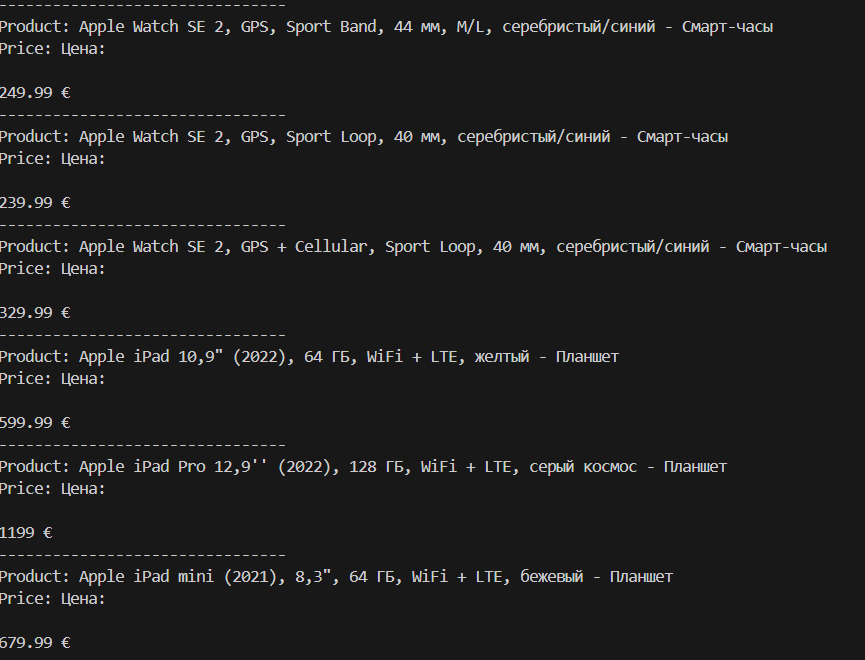 --------------------------------
Product: Apple Watch SE 2, GPS, Sport Band, 44 мм, M/L, серебристый/синий - Смарт-часы
Price: Цена:
249.99 €
--------------------------------
Product: Apple Watch SE 2, GPS, Sport Loop, 40 мм, серебристый/синий - Смарт-часы
Price: Цена:
239.99 €
--------------------------------
Product: Apple Watch SE 2, GPS + Cellular, Sport Loop, 40 мм, серебристый/синий - Смарт-часы
Price: Цена:
329.99 €
--------------------------------
Product: Apple iPad 10,9" (2022), 64 ГБ, WiFi + LTE, желтый - Планшет
Price: Цена:
599.99 €
--------------------------------
Product: Apple iPad Pro 12,9'' (2022), 128 ГБ, WiFi + LTE, серый космос - Планшет
Price: Цена:
1199 €
--------------------------------
Product: Apple iPad mini (2021), 8,3", 64 ГБ, WiFi + LTE, бежевый - Планшет
Price: Цена:
679.99 €